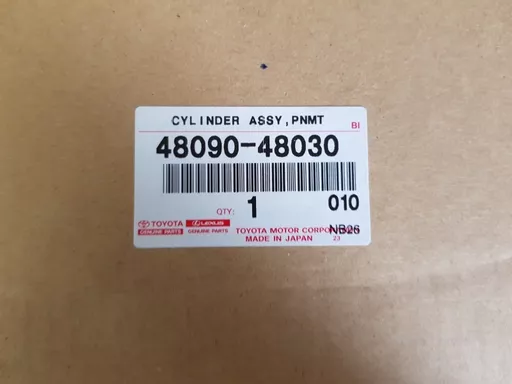 CYLINDER ASSY,PNMT
BI
48090-48030
QTY: 1 010
TOYOTA LEXUS
GENUINE PARTS GENUINE PARTS
TOYOTA MOTOR CORPORATION NB26
MADE IN JAPAN 23